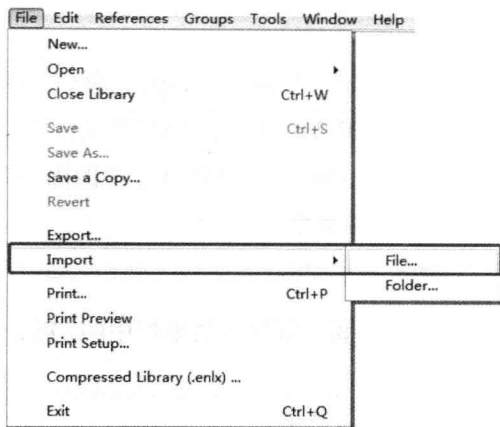 File Edit References Groups Tools Window Help
New...
Open
Close Library Ctrl+W
Save Ctrl+S
Save As...
Save a Copy...
Revert
Export...
Import File...
Folder...
Print... Ctrl+P
Print Preview
Print Setup...
Compressed Library (.enlx) ...
Exit Ctrl+Q